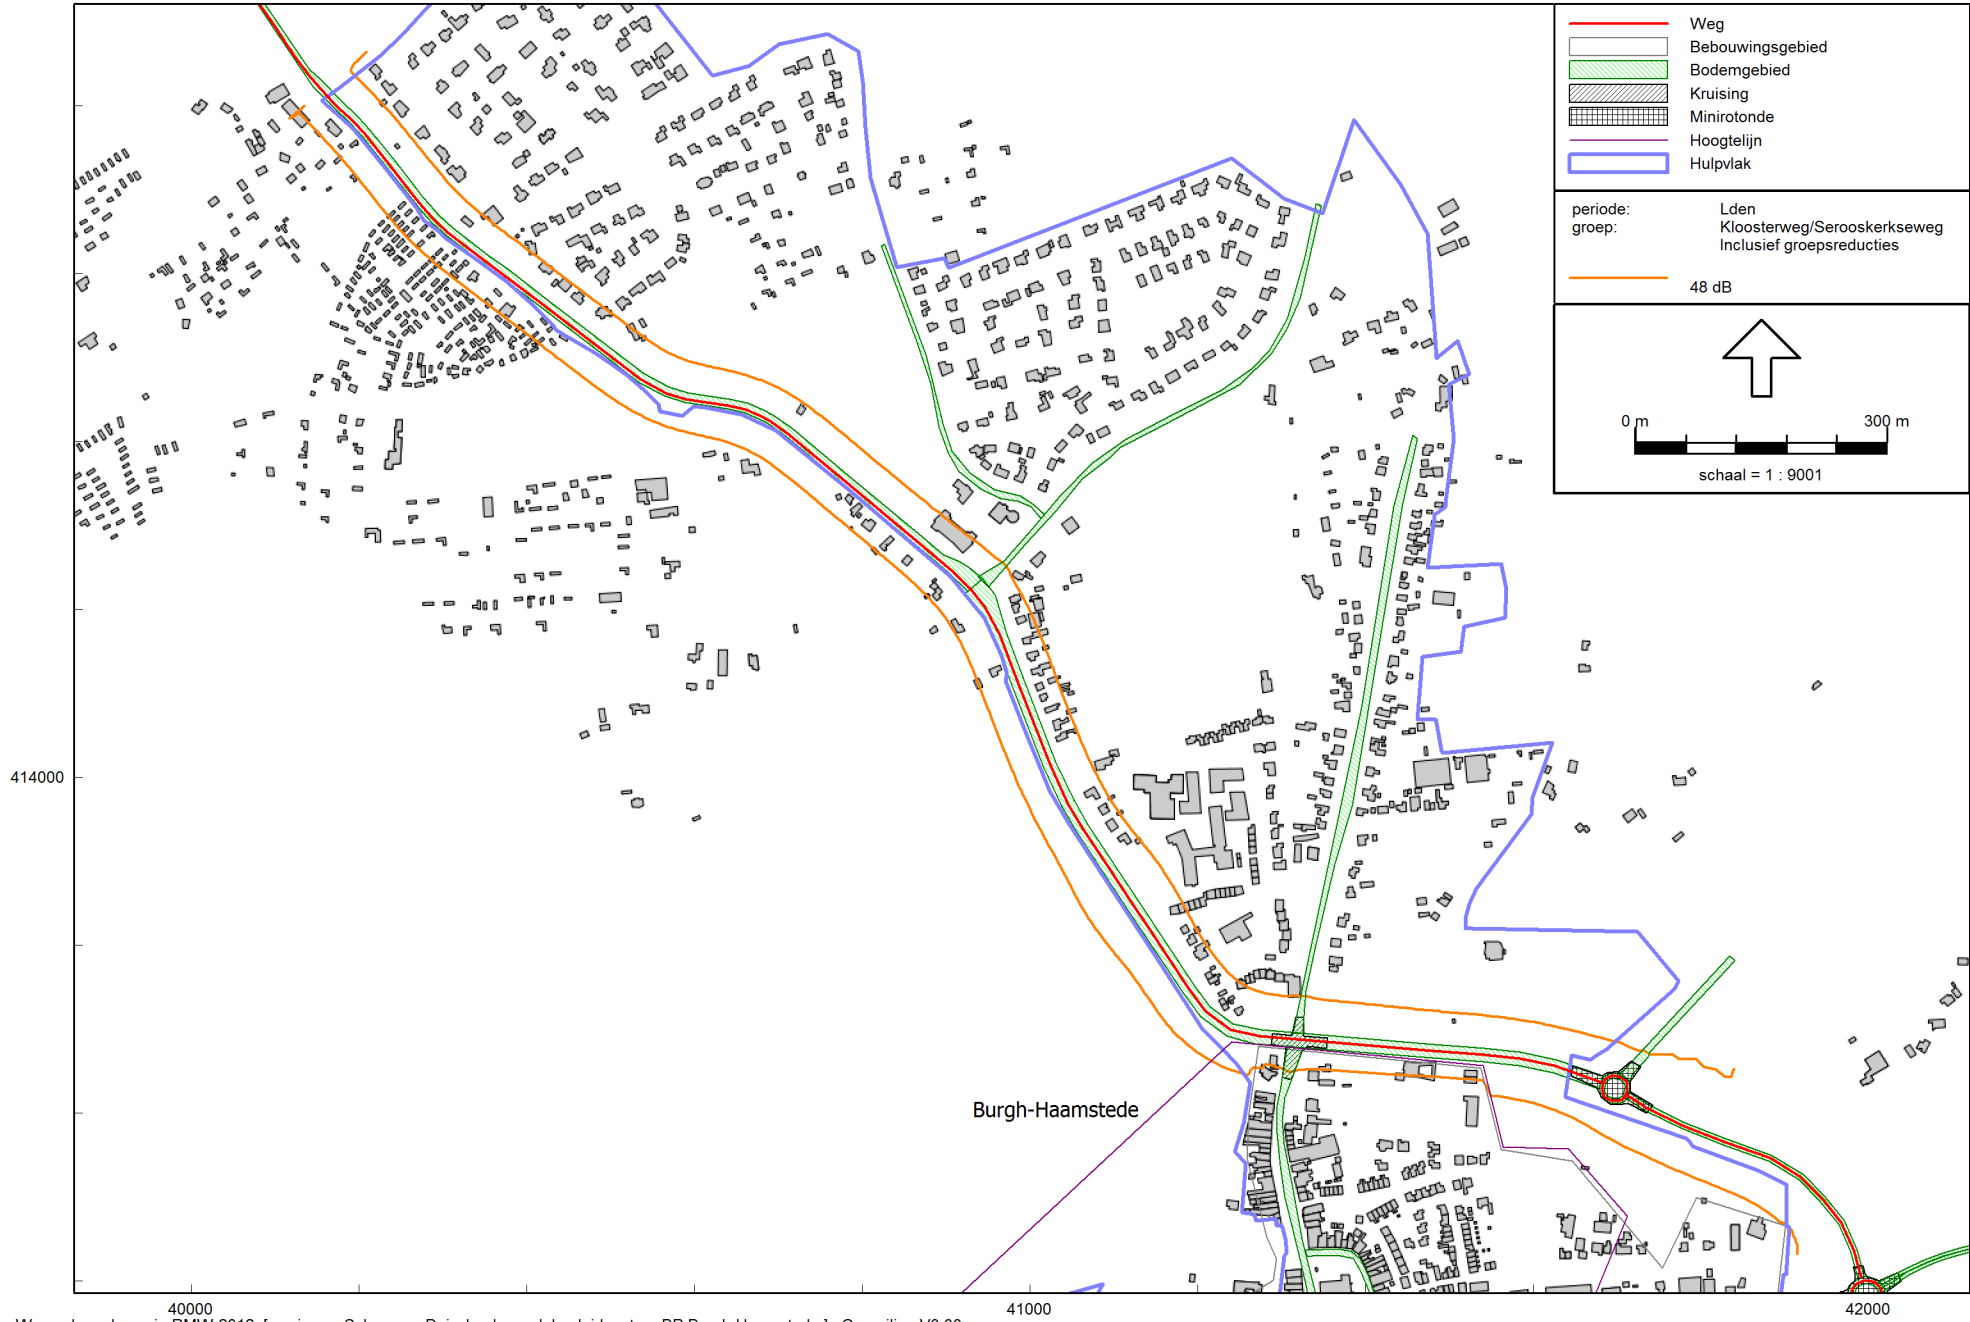 Weg
Bebouwingsgebied
Bodemgebied
Kruising
Minirotonde
Hoogtelijn
Hulpvlak
periode: Lden
groep: Kloosterweg/Serooskerkseweg
Inclusief groepsreducties
48 dB
0 m 300 m
schaal = 1 : 9001
414000
Burgh-Haamstede
40000 41000 42000